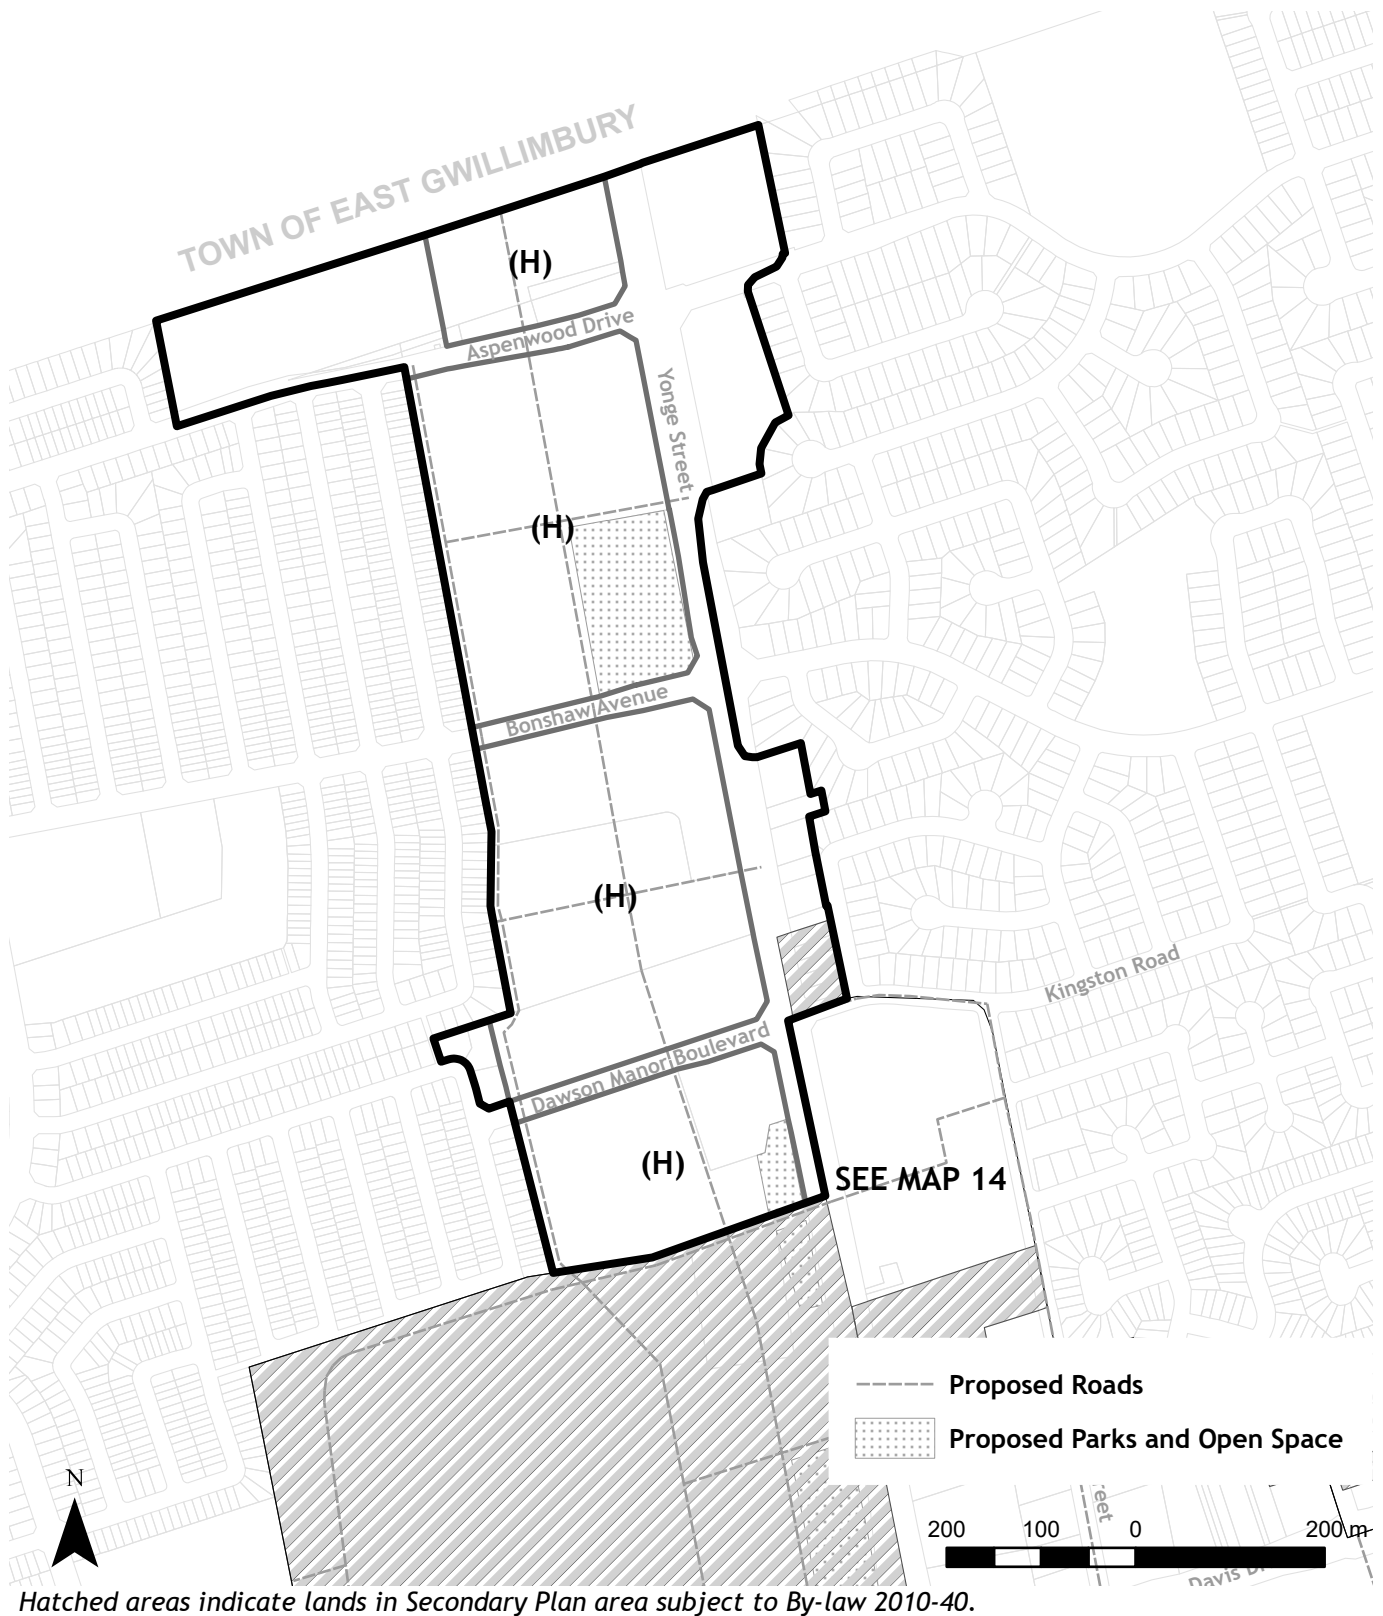 TOWN OF EAST GWILLIMBURY
(H)
Aspenwood Drive
Yonge Street
(H)
Bonshaw Avenue
(H)
Kingston Road
Dawson Manor Boulevard
(H)
SEE MAP 14
Proposed Roads
Proposed Parks and Open Space
N
eet
200 100 0 200 m
Davis D
Hatched areas indicate lands in Secondary Plan area subject to By-law 2010-40.